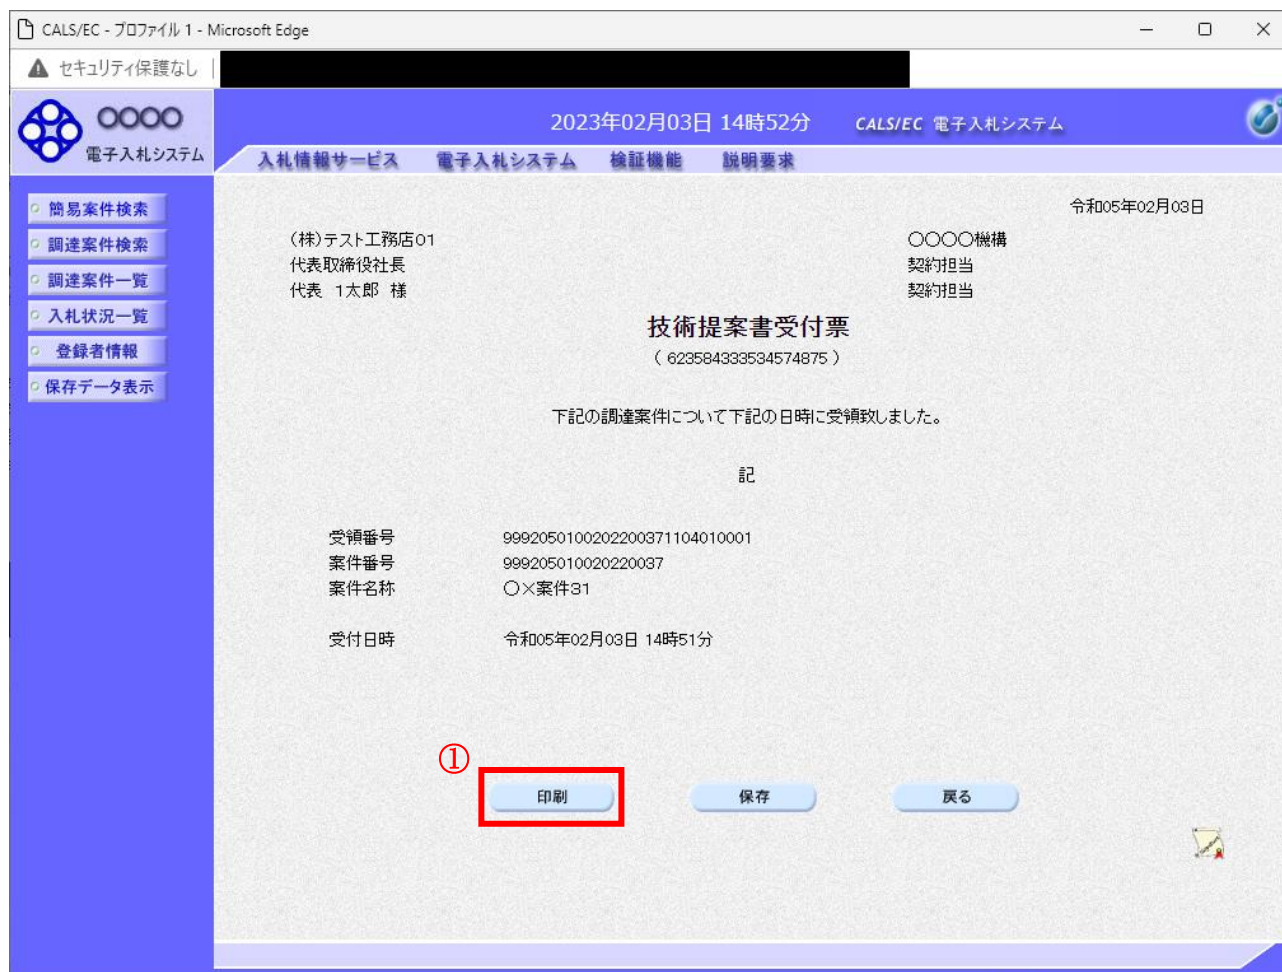 CALS/EC - プロファイル 1 - Microsoft Edge
セキュリティ保護なし
○○○○
電子入札システム
2023年02月03日 14時52分 CALS/EC 電子入札システム
入札情報サービス 電子入札システム 検証機能 説明要求
簡易案件検索
調達案件検索
調達案件一覧
入札状況一覧
登録者情報
保存データ表示
令和05年02月03日
(株)テスト工務店01
代表取締役社長
代表 1太郎 様
○○○○機構
契約担当
契約担当
技術提案書受付票
( 623584333534574875 )
下記の調達案件について下記の日時に受領致しました。
記
受領番号 99920501002022003711040​10001
案件番号 999205010020220037
案件名称 ○×案件31
受付日時 令和05年02月03日 14時51分
①
印刷 保存 戻る